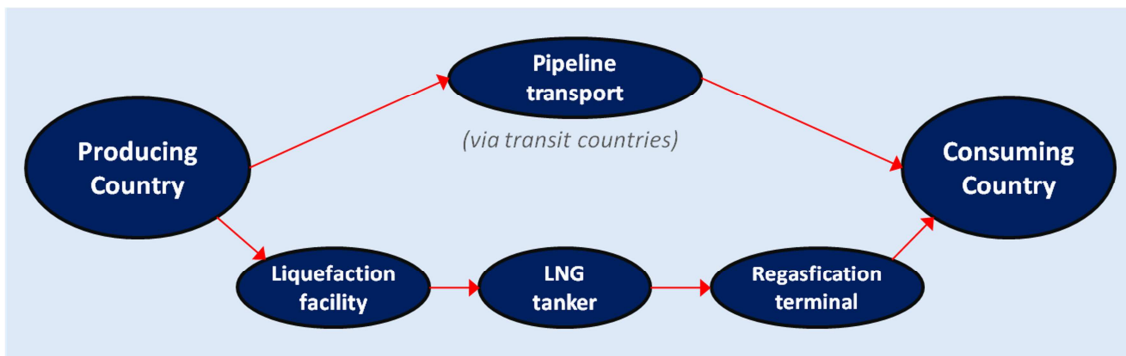 Pipeline
transport
(via transit countries)
Producing
Country
Consuming
Country
Liquefaction
facility
LNG
tanker
Regasfication
terminal